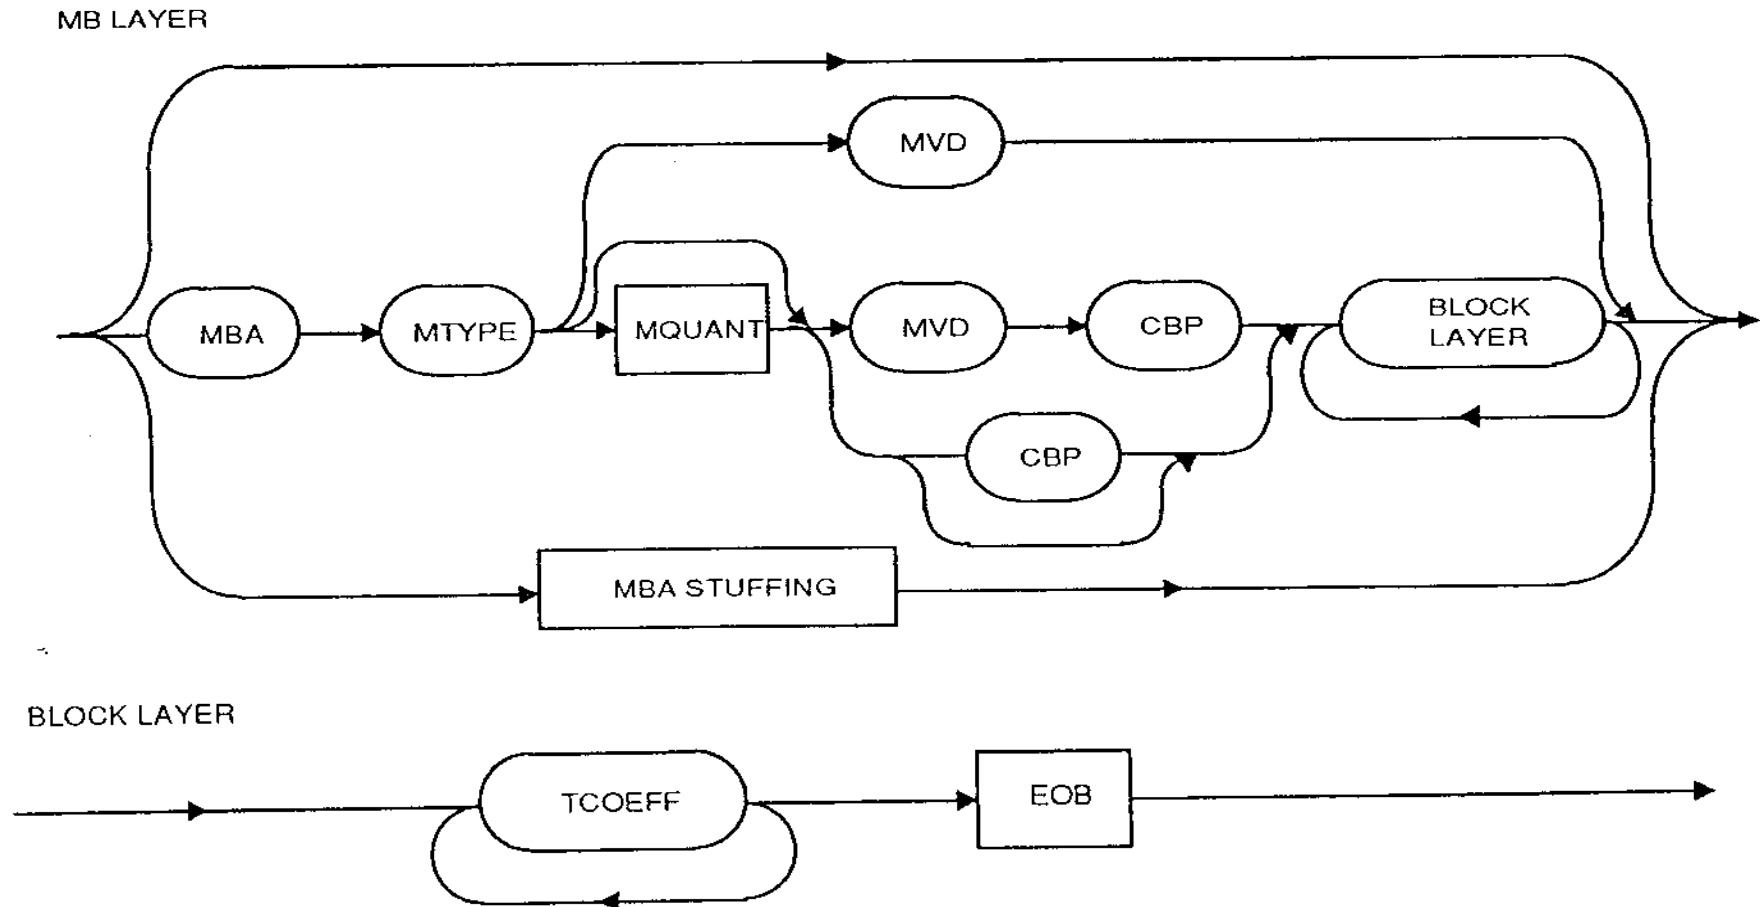 MB LAYER
MVD
MBA
MTYPE
MQUANT
MVD
CBP
BLOCK
LAYER
CBP
MBA STUFFING
BLOCK LAYER
TCOEFF
EOB